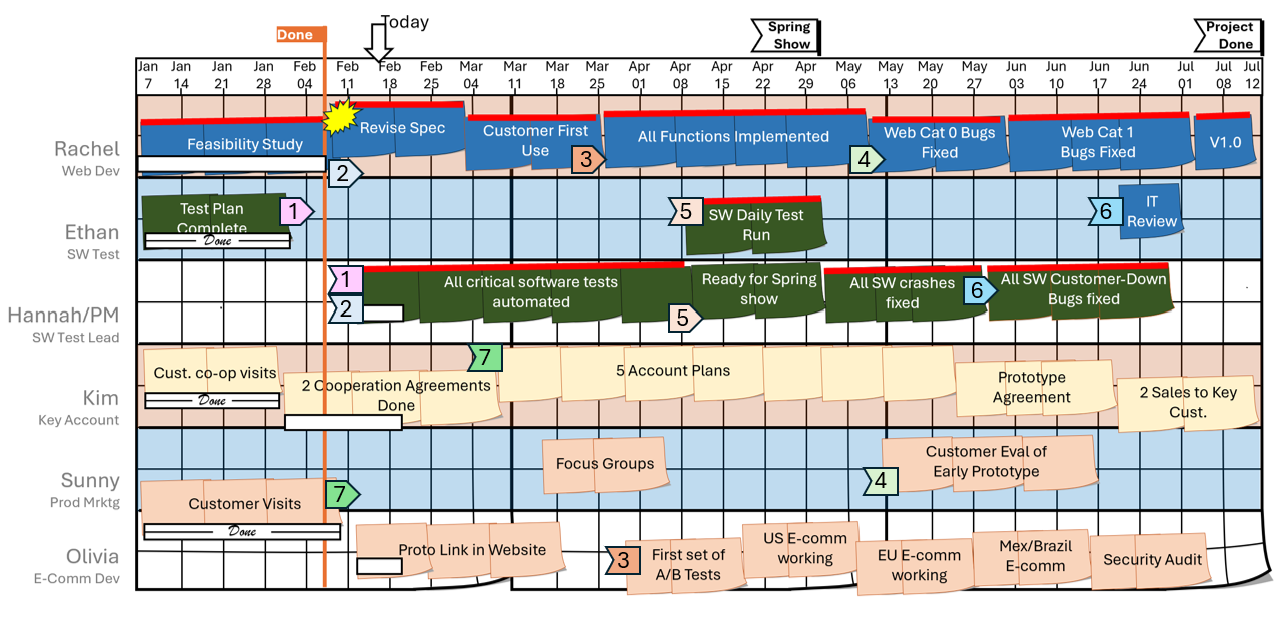 Today
Done
Spring
Show
Project
Done
Jan Jan Jan Jan Feb Feb Feb Feb Mar Mar Mar Mar Apr Apr Apr Apr Apr May May May May Jun Jun Jun Jun Jul Jul Jul
7 14 21 28 04 11 18 25 04 11 18 25 01 08 15 22 29 06 13 20 27 03 10 17 24 01 08 12
Rachel
Web Dev
Feasibility Study
Revise Spec
Customer First
Use
All Functions Implemented
Web Cat 0 Bugs
Fixed
Web Cat 1
Bugs Fixed
V1.0
2
3
4
Ethan
SW Test
Test Plan
Complete
Done
1
5
SW Daily Test
Run
6
IT
Review
Hannah/PM
SW Test Lead
1
2
All critical software tests
automated
5
Ready for Spring
show
All SW crashes
fixed
6
All SW Customer-Down
Bugs fixed
Kim
Key Account
Cust. co-op visits
Done
2 Cooperation Agreements
Done
7
5 Account Plans
Prototype
Agreement
2 Sales to Key
Cust.
Sunny
Prod Mrktg
Customer Visits
Done
7
Focus Groups
4
Customer Eval of
Early Prototype
Olivia
E-Comm Dev
Proto Link in Website
3
First set of
A/B Tests
US E-comm
working
EU E-comm
working
Mex/Brazil
E-comm
Security Audit